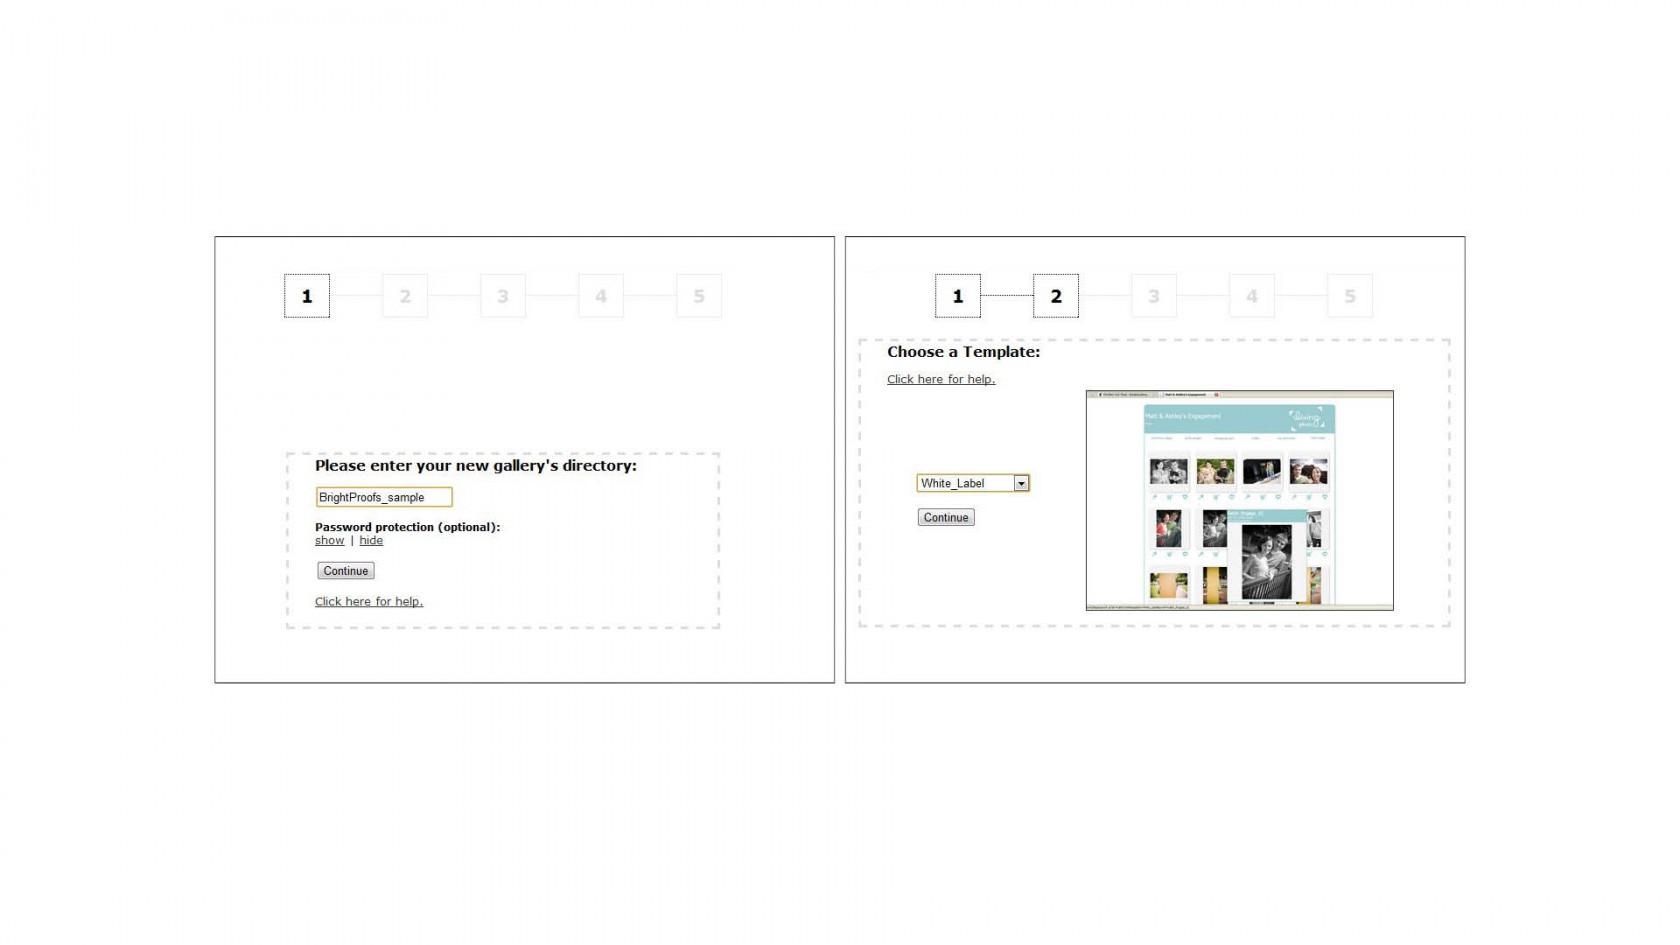 1 2 3 4 5
Please enter your new gallery's directory:
BrightProofs_sample
Password protection (optional):
show | hide
Continue
Click here for help.
1 2 3 4 5
Choose a Template:
Click here for help.
White_Label
Continue
Matt & Ashley's Engagement